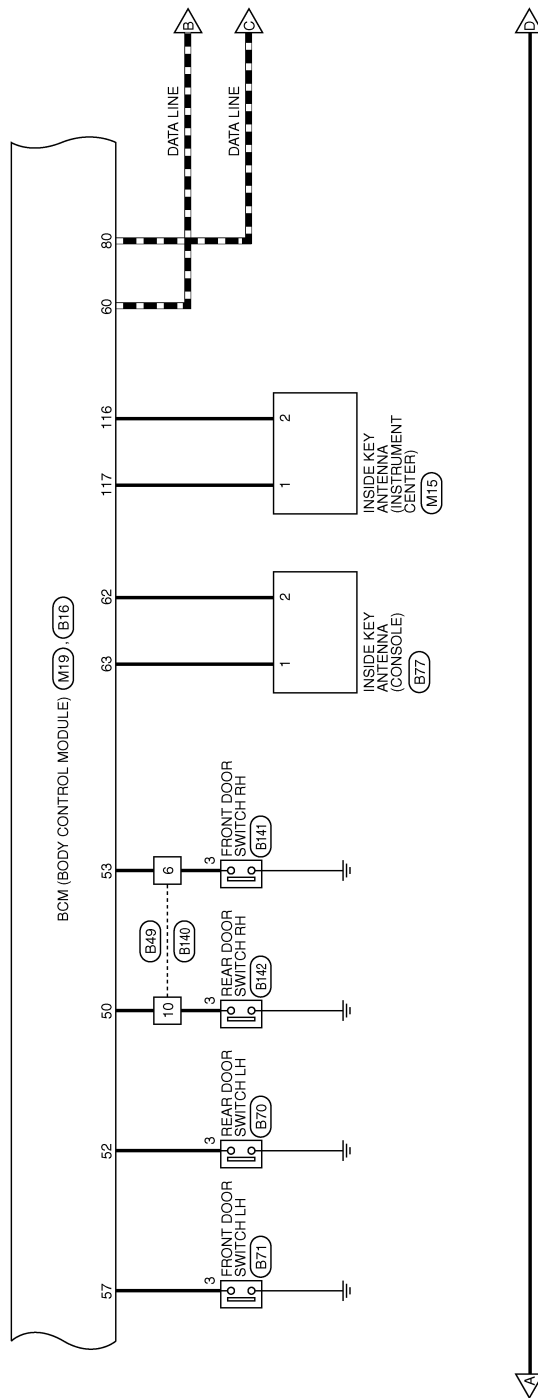 BCM (BODY CONTROL MODULE) M19 , B16
57
52
50
53
63
62
117
116
60
80
10
6
B49
B140
3
FRONT DOOR
SWITCH LH
B71
3
REAR DOOR
SWITCH LH
B70
3
REAR DOOR
SWITCH RH
B142
3
FRONT DOOR
SWITCH RH
B141
1
2
INSIDE KEY
ANTENNA
(CONSOLE)
B77
1
2
INSIDE KEY
ANTENNA
(INSTRUMENT
CENTER)
M15
DATA LINE
B
DATA LINE
C
A
D